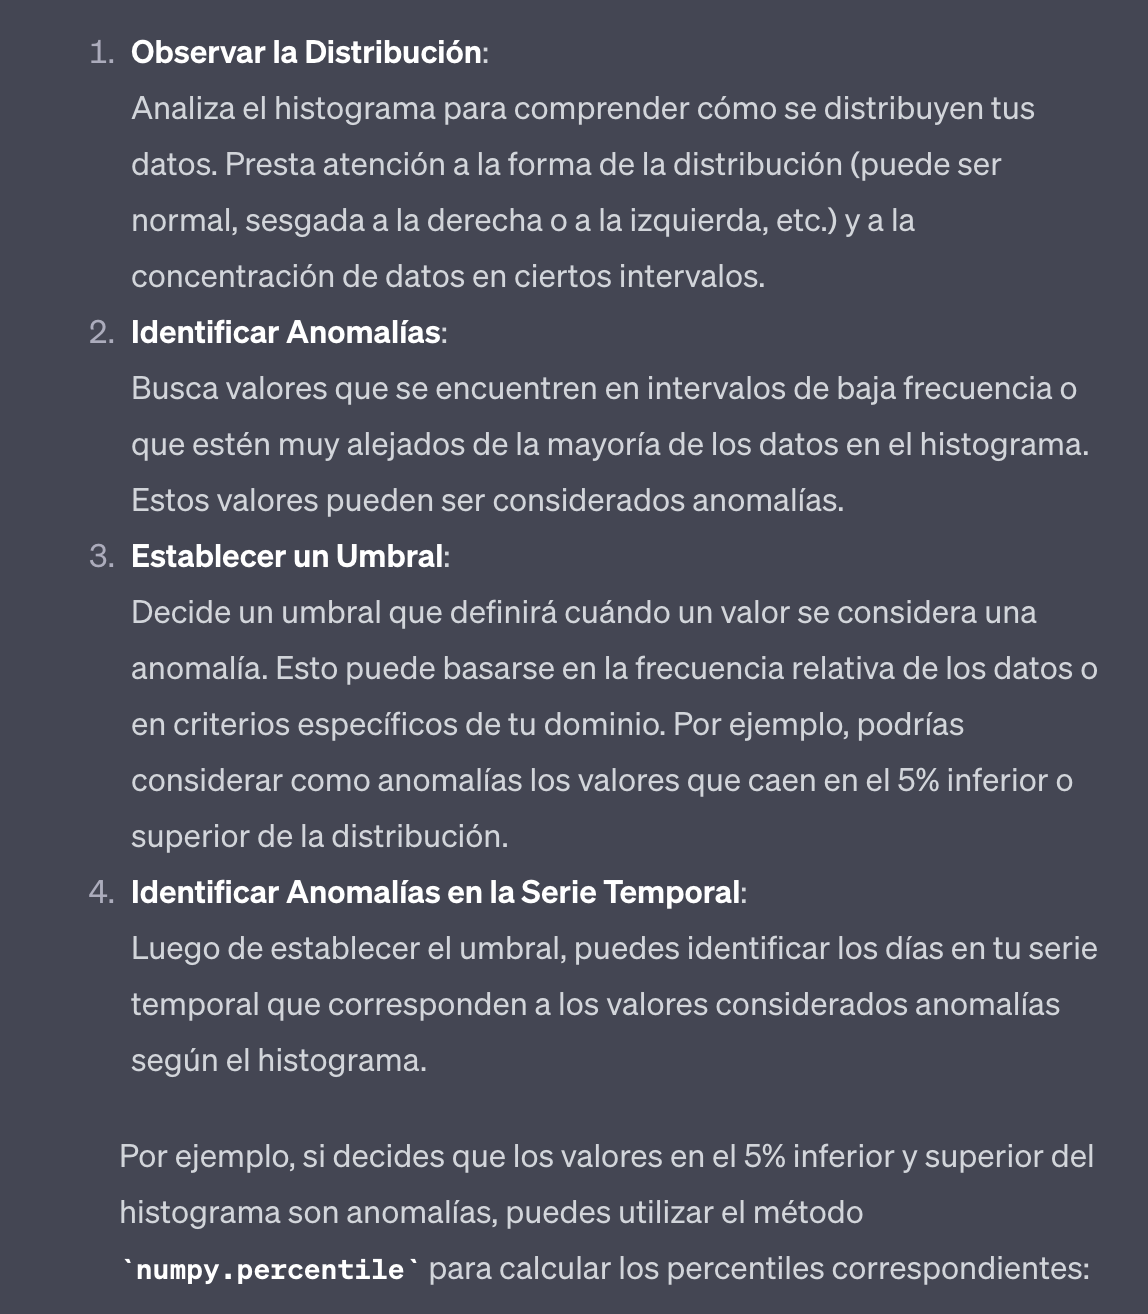 1. Observar la Distribución:
Analiza el histograma para comprender cómo se distribuyen tus
datos. Presta atención a la forma de la distribución (puede ser
normal, sesgada a la derecha o a la izquierda, etc.) y a la
concentración de datos en ciertos intervalos.
2. Identificar Anomalías:
Busca valores que se encuentren en intervalos de baja frecuencia o
que estén muy alejados de la mayoría de los datos en el histograma.
Estos valores pueden ser considerados anomalías.
3. Establecer un Umbral:
Decide un umbral que definirá cuándo un valor se considera una
anomalía. Esto puede basarse en la frecuencia relativa de los datos o
en criterios específicos de tu dominio. Por ejemplo, podrías
considerar como anomalías los valores que caen en el 5% inferior o
superior de la distribución.
4. Identificar Anomalías en la Serie Temporal:
Luego de establecer el umbral, puedes identificar los días en tu serie
temporal que corresponden a los valores considerados anomalías
según el histograma.
Por ejemplo, si decides que los valores en el 5% inferior y superior del
histograma son anomalías, puedes utilizar el método
`numpy.percentile` para calcular los percentiles correspondientes: